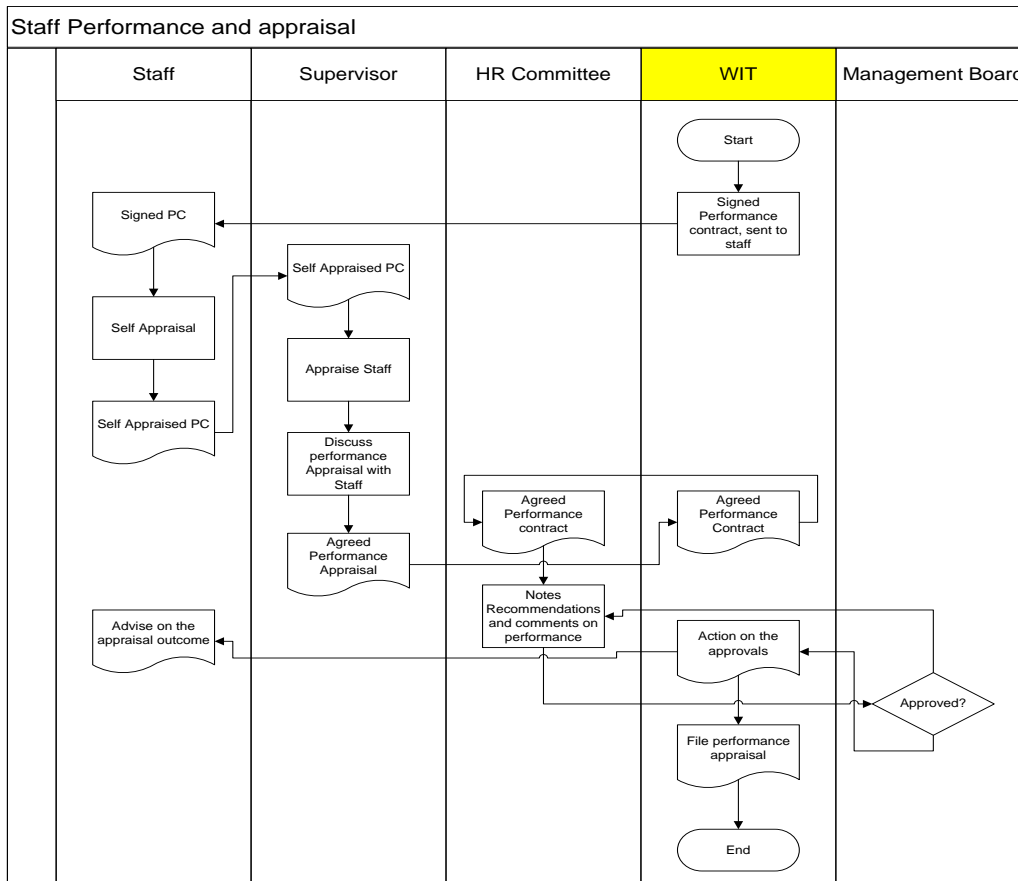 Staff Performance and appraisal
Staff
Supervisor
HR Committee
WIT
Management Board
Start
Signed PC
Signed
Performance
contract, sent to
staff
Self Appraised PC
Self Appraisal
Appraise Staff
Self Appraised PC
Discuss
performance
Appraisal with
Staff
Agreed
Performance
contract
Agreed
Performance
Contract
Agreed
Performance
Appraisal
Notes
Recommendations
and comments on
performance
Advise on the
appraisal outcome
Action on the
approvals
Approved?
File performance
appraisal
End